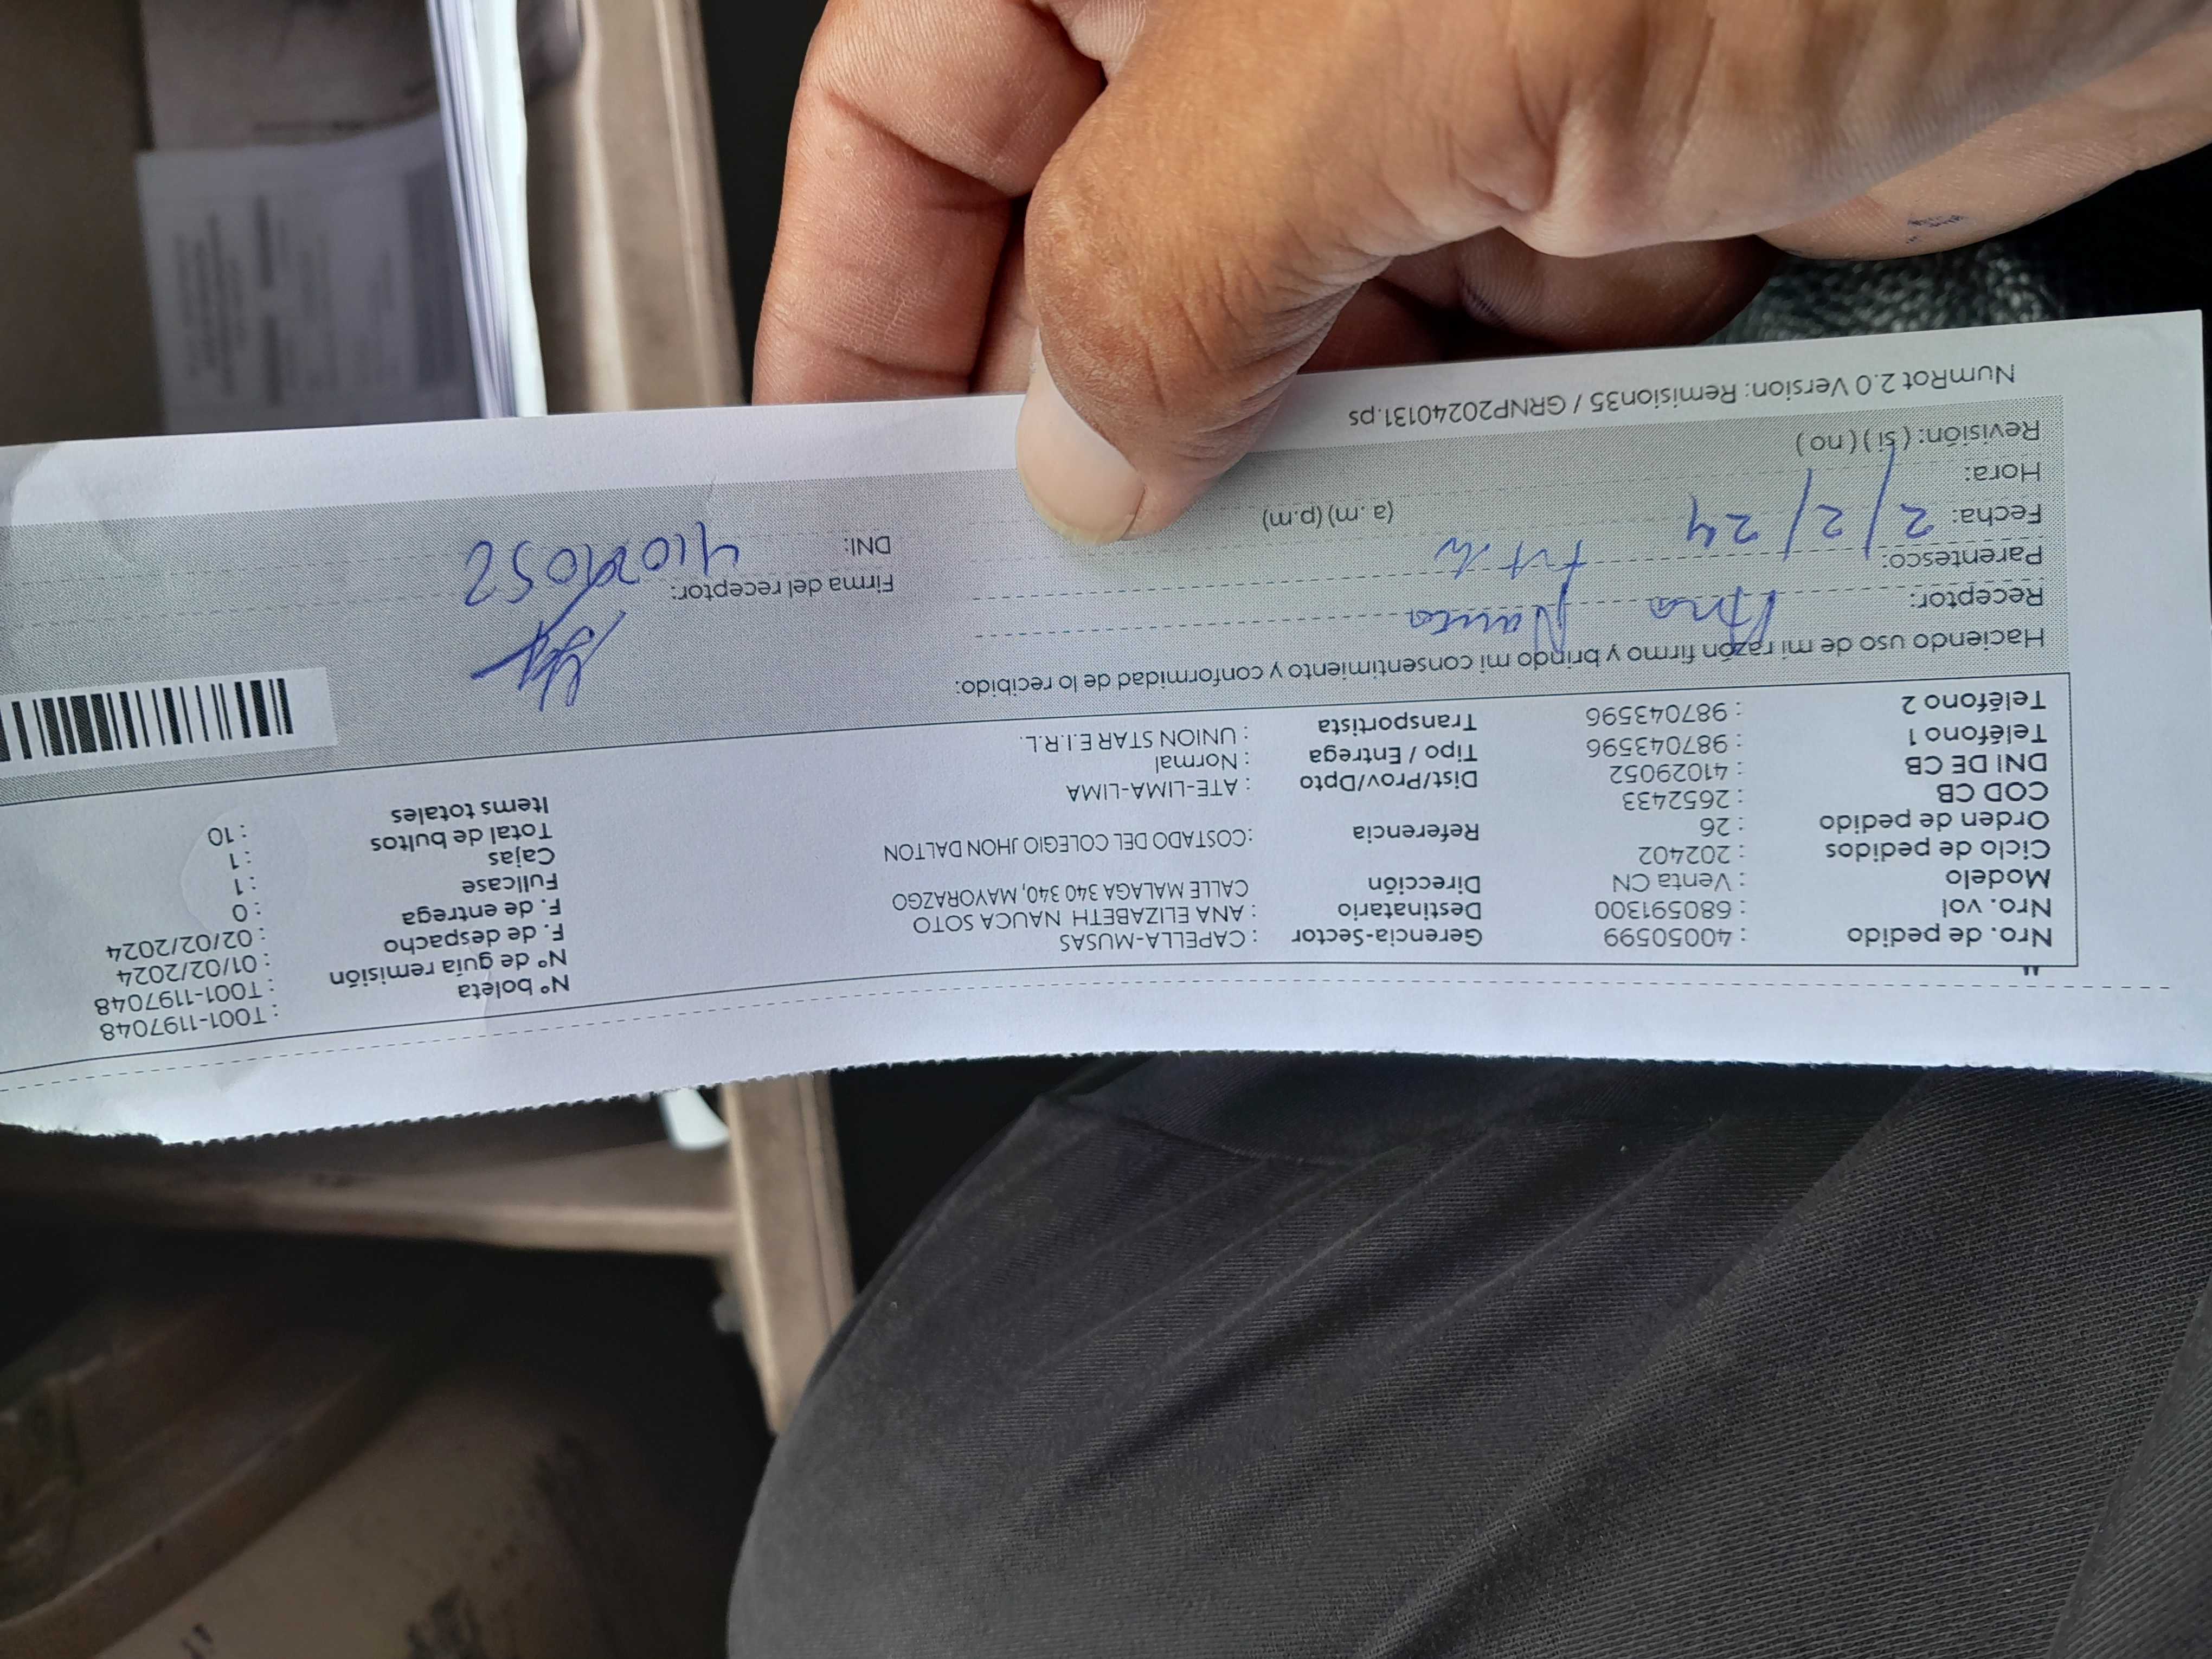 Nro. de pedido : 40050599 Gerencia-Sector : CAPELLA-MUSAS Nº boleta : T001-1197048
Nro. vol : 680591300 Destinatario : ANA ELIZABETH NAUCA SOTO Nº de guía remisión : T001-1197048
Modelo : Venta CN Dirección CALLE MALAGA 340 340, MAYORAZGO F. de despacho : 01/02/2024
Ciclo de pedidos : 202402 F. de entrega : 02/02/2024
Orden de pedido : 26 Referencia :COSTADO DEL COLEGIO JHON DALTON Fullcase : 0
COD CB : 2652433 Cajas : 1
DNI DE CB : 41029052 Dist/Prov/Dpto : ATE-LIMA-LIMA Total de bultos : 1
Teléfono 1 : 987043596 Tipo / Entrega : Normal Items totales : 10
Teléfono 2 : 987043596 Transportista : UNION STAR E.I.R.L.
Haciendo uso de mi razón firmo y brindo mi consentimiento y conformidad de lo recibido:
Receptor: Ana Nauca
Parentesco: Firma del receptor:
Fecha: 2/2/24 DNI: 41029052
Hora: (a.m) (p.m)
Revisión: ( si ) ( no )
NumRot 2.0 Version: Remision35 / GRNP20240131.ps